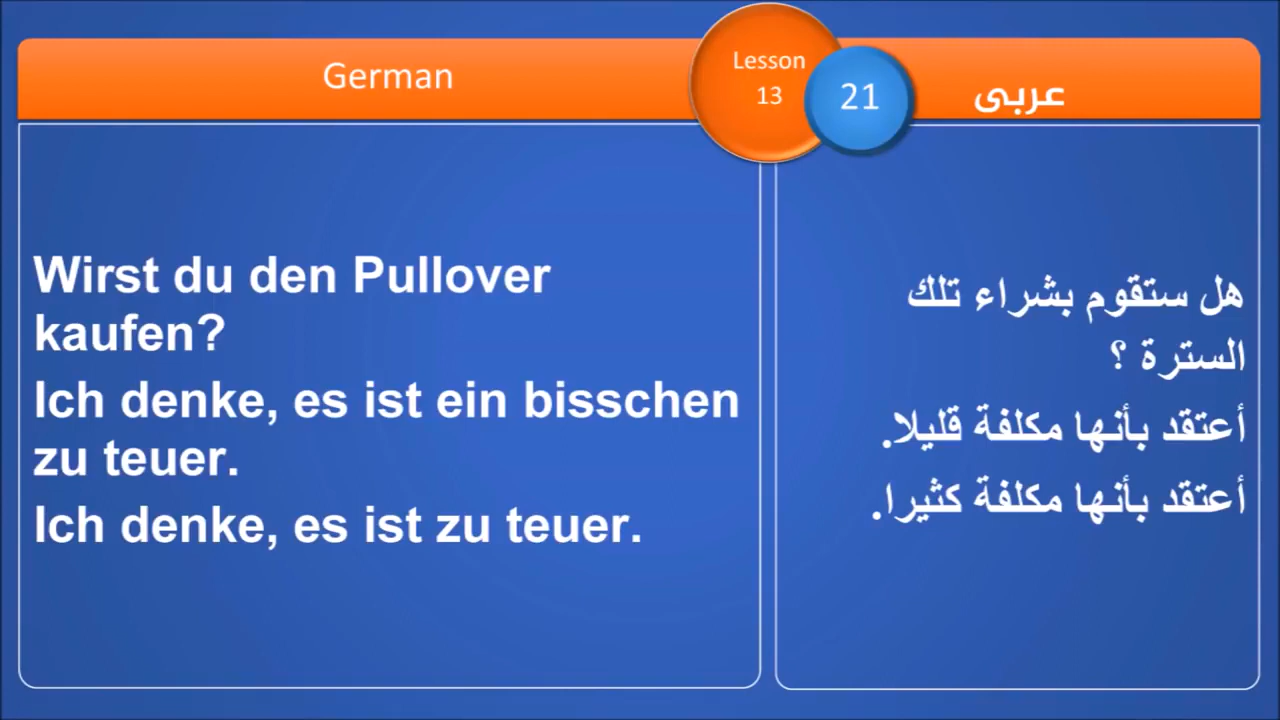 German
Lesson
13
21
عربى
Wirst du den Pullover
kaufen?
Ich denke, es ist ein bisschen
zu teuer.
Ich denke, es ist zu teuer.
هل ستقوم بشراء تلك
السترة ؟
أعتقد بأنها مكلفة قليلا.
أعتقد بأنها مكلفة كثيرا.